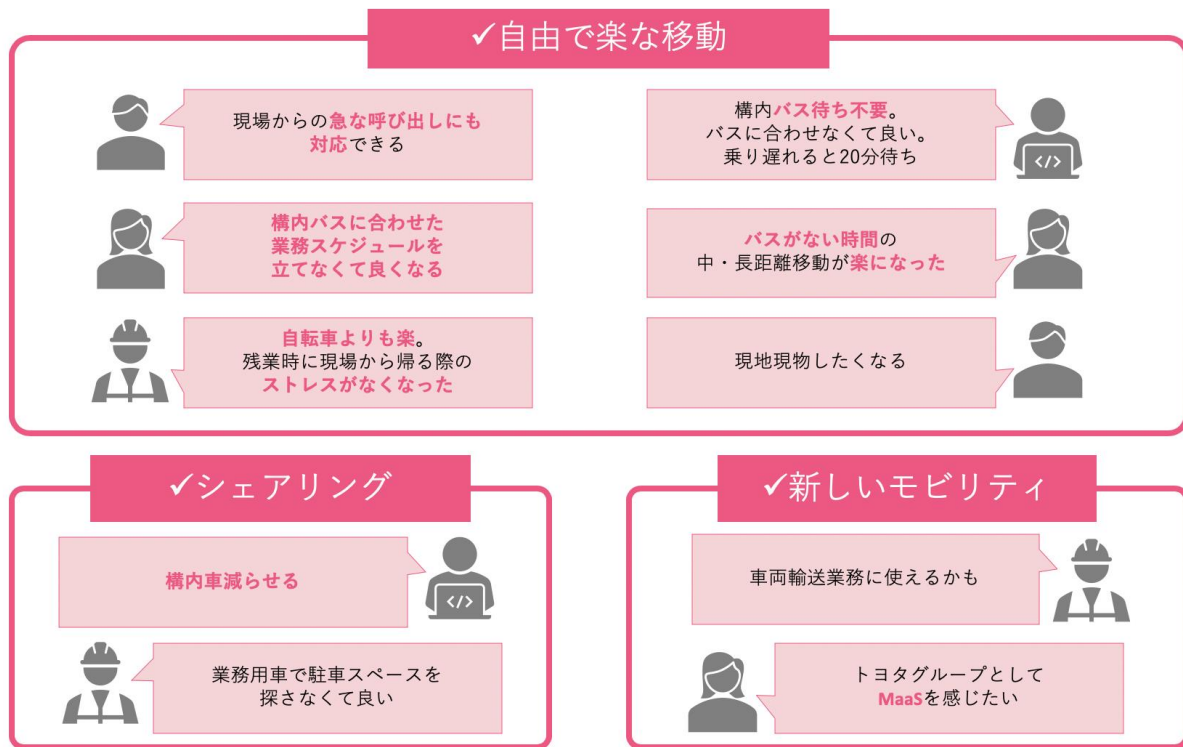 ✓自由で楽な移動
現場からの急な呼び出しにも
対応できる
構内バス待ち不要。
バスに合わせなくて良い。
乗り遅れると20分待ち
</>
構内バスに合わせた
業務スケジュールを
立てなくて良くなる
バスがない時間の
中・長距離移動が楽になった
自転車よりも楽。
残業時に現場から帰る際の
ストレスがなくなった
現地現物したくなる
✓シェアリング
構内車減らせる
</>
業務用車で駐車スペースを
探さなくて良い
✓新しいモビリティ
車両輸送業務に使えるかも
トヨタグループとして
MaaSを感じたい